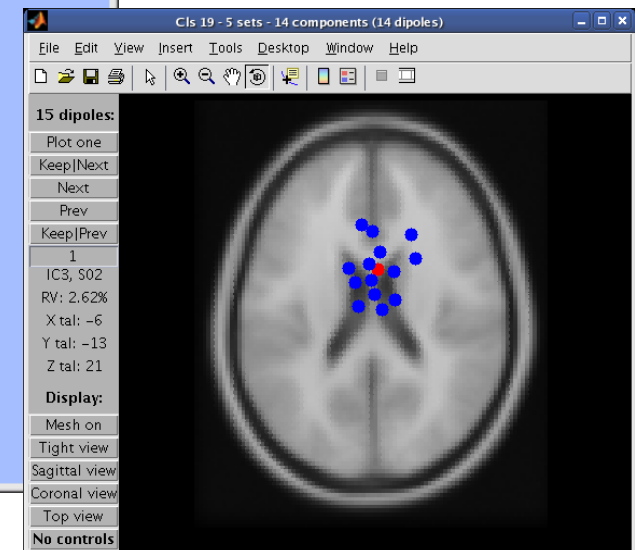 Cls 19 - 5 sets - 14 components (14 dipoles)
File Edit View Insert Tools Desktop Window Help
15 dipoles:
Plot one
Keep|Next
Next
Prev
Keep|Prev
1
IC3, S02
RV: 2.62%
X tal: -6
Y tal: -13
Z tal: 21
Display:
Mesh on
Tight view
Sagittal view
Coronal view
Top view
No controls